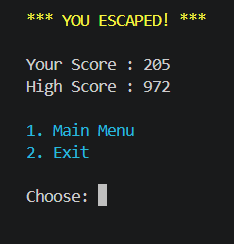 *** YOU ESCAPED! ***
Your Score : 205
High Score : 972
1. Main Menu
2. Exit
Choose: